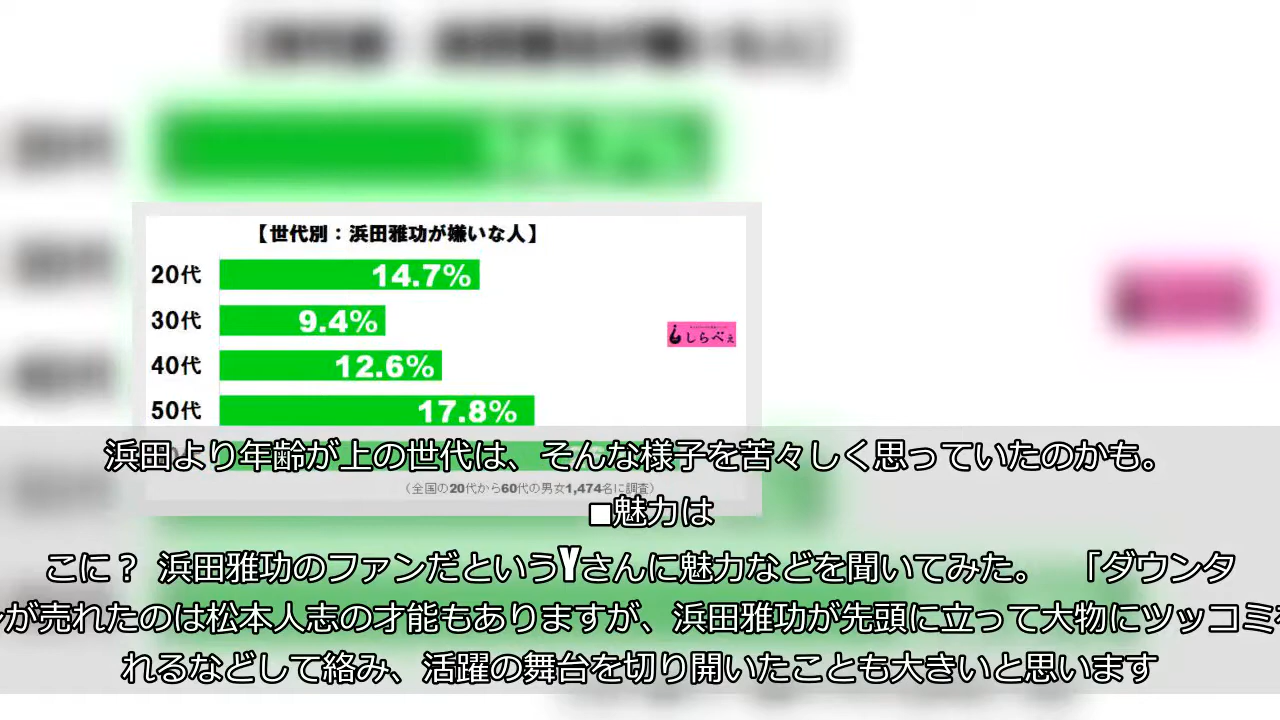 【世代別：浜田雅功が嫌いな人】
20代 14.7%
30代 9.4%
しらべぇ
40代 12.6%
50代 17.8%
浜田より年齢が上の世代は、そんな様子を苦々しく思っていたのかも。
（全国の20代から60代の男女1,474名に調査）
■魅力は
こに？ 浜田雅功のファンだというYさんに魅力などを聞いてみた。 「ダウンタ
ンが売れたのは松本人志の才能もありますが、浜田雅功が先頭に立って大物にツッコミを
れるなどして絡み、活躍の舞台を切り開いたことも大きいと思います